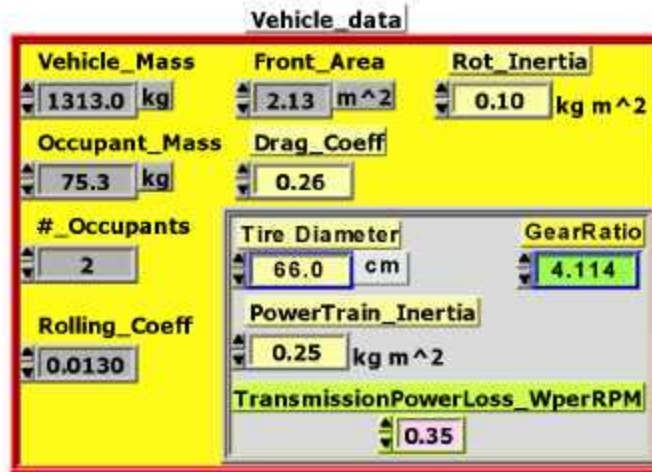 Vehicle_data
Vehicle_Mass Front_Area Rot_Inertia
1313.0 kg 2.13 m^2 0.10 kg m^2
Occupant_Mass Drag_Coeff
75.3 kg 0.26
#_Occupants Tire Diameter GearRatio
2 66.0 cm 4.114
Rolling_Coeff PowerTrain_Inertia
0.0130 0.25 kg m^2
TransmissionPowerLoss_WperRPM
0.35